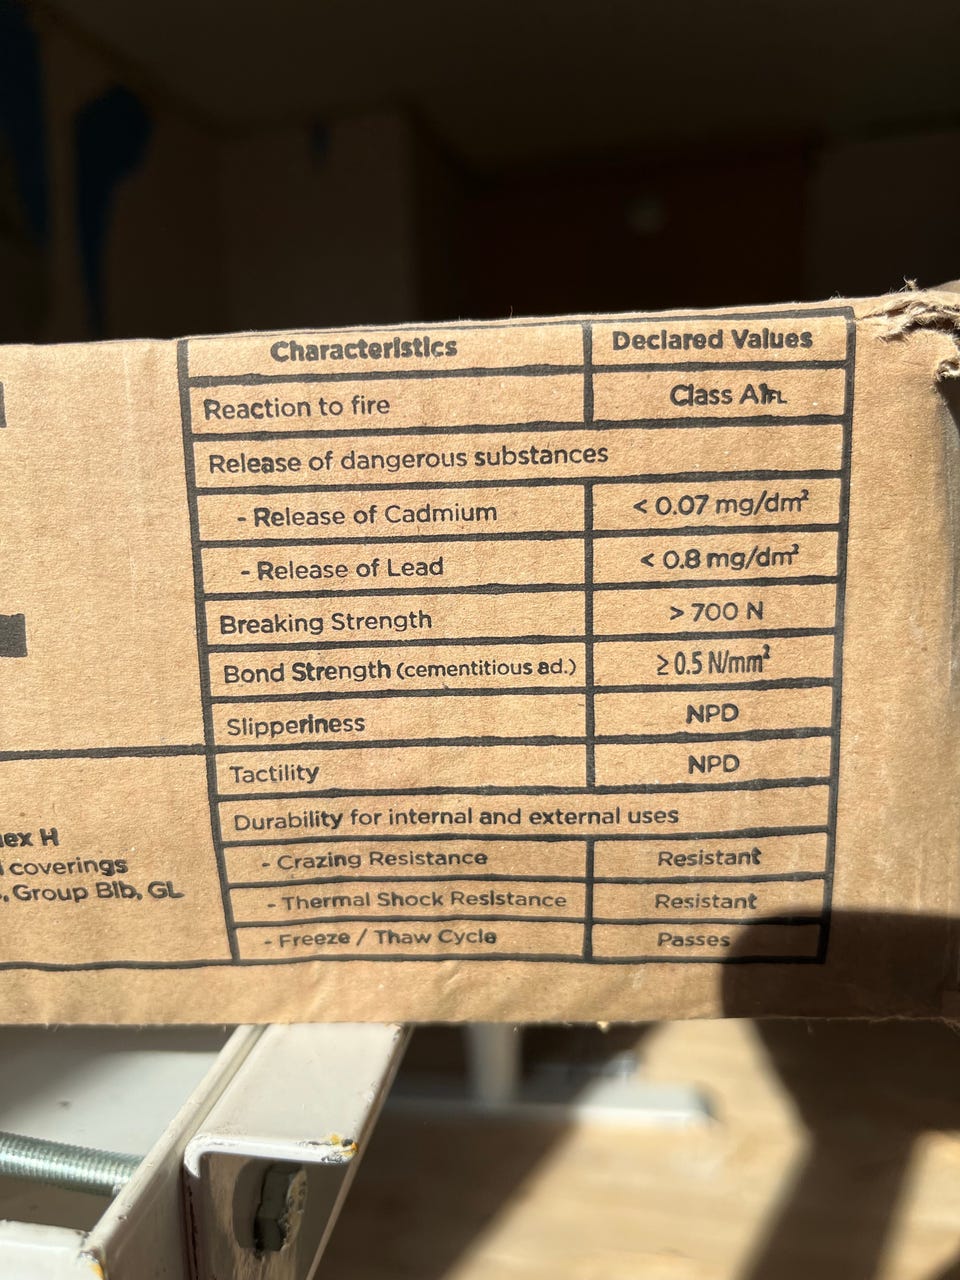 Characteristics Declared Values
Reaction to fire Class A1FL
Release of dangerous substances
- Release of Cadmium < 0.07 mg/dm²
- Release of Lead < 0.8 mg/dm²
Breaking Strength > 700 N
Bond Strength (cementitious ad.) ≥ 0.5 N/mm²
Slipperiness NPD
Tactility NPD
Durability for internal and external uses
- Crazing Resistance Resistant
- Thermal Shock Resistance Resistant
- Freeze / Thaw Cycle Passes
H
coverings
Group BIb, GL